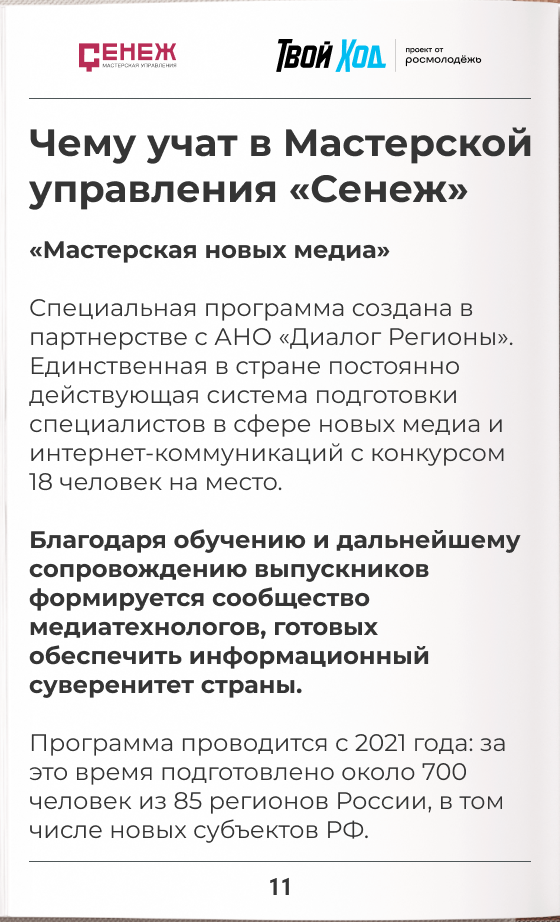 СЕНЕЖ
МАСТЕРСКАЯ УПРАВЛЕНИЯ
ТВОЙ ХОД
проект от
росмолодёжь
Чему учат в Мастерской
управления «Сенеж»
«Мастерская новых медиа»
Специальная программа создана в
партнерстве с АНО «Диалог Регионы».
Единственная в стране постоянно
действующая система подготовки
специалистов в сфере новых медиа и
интернет-коммуникаций с конкурсом
18 человек на место.
Благодаря обучению и дальнейшему
сопровождению выпускников
формируется сообщество
медиатехнологов, готовых
обеспечить информационный
суверенитет страны.
Программа проводится с 2021 года: за
это время подготовлено около 700
человек из 85 регионов России, в том
числе новых субъектов РФ.
11